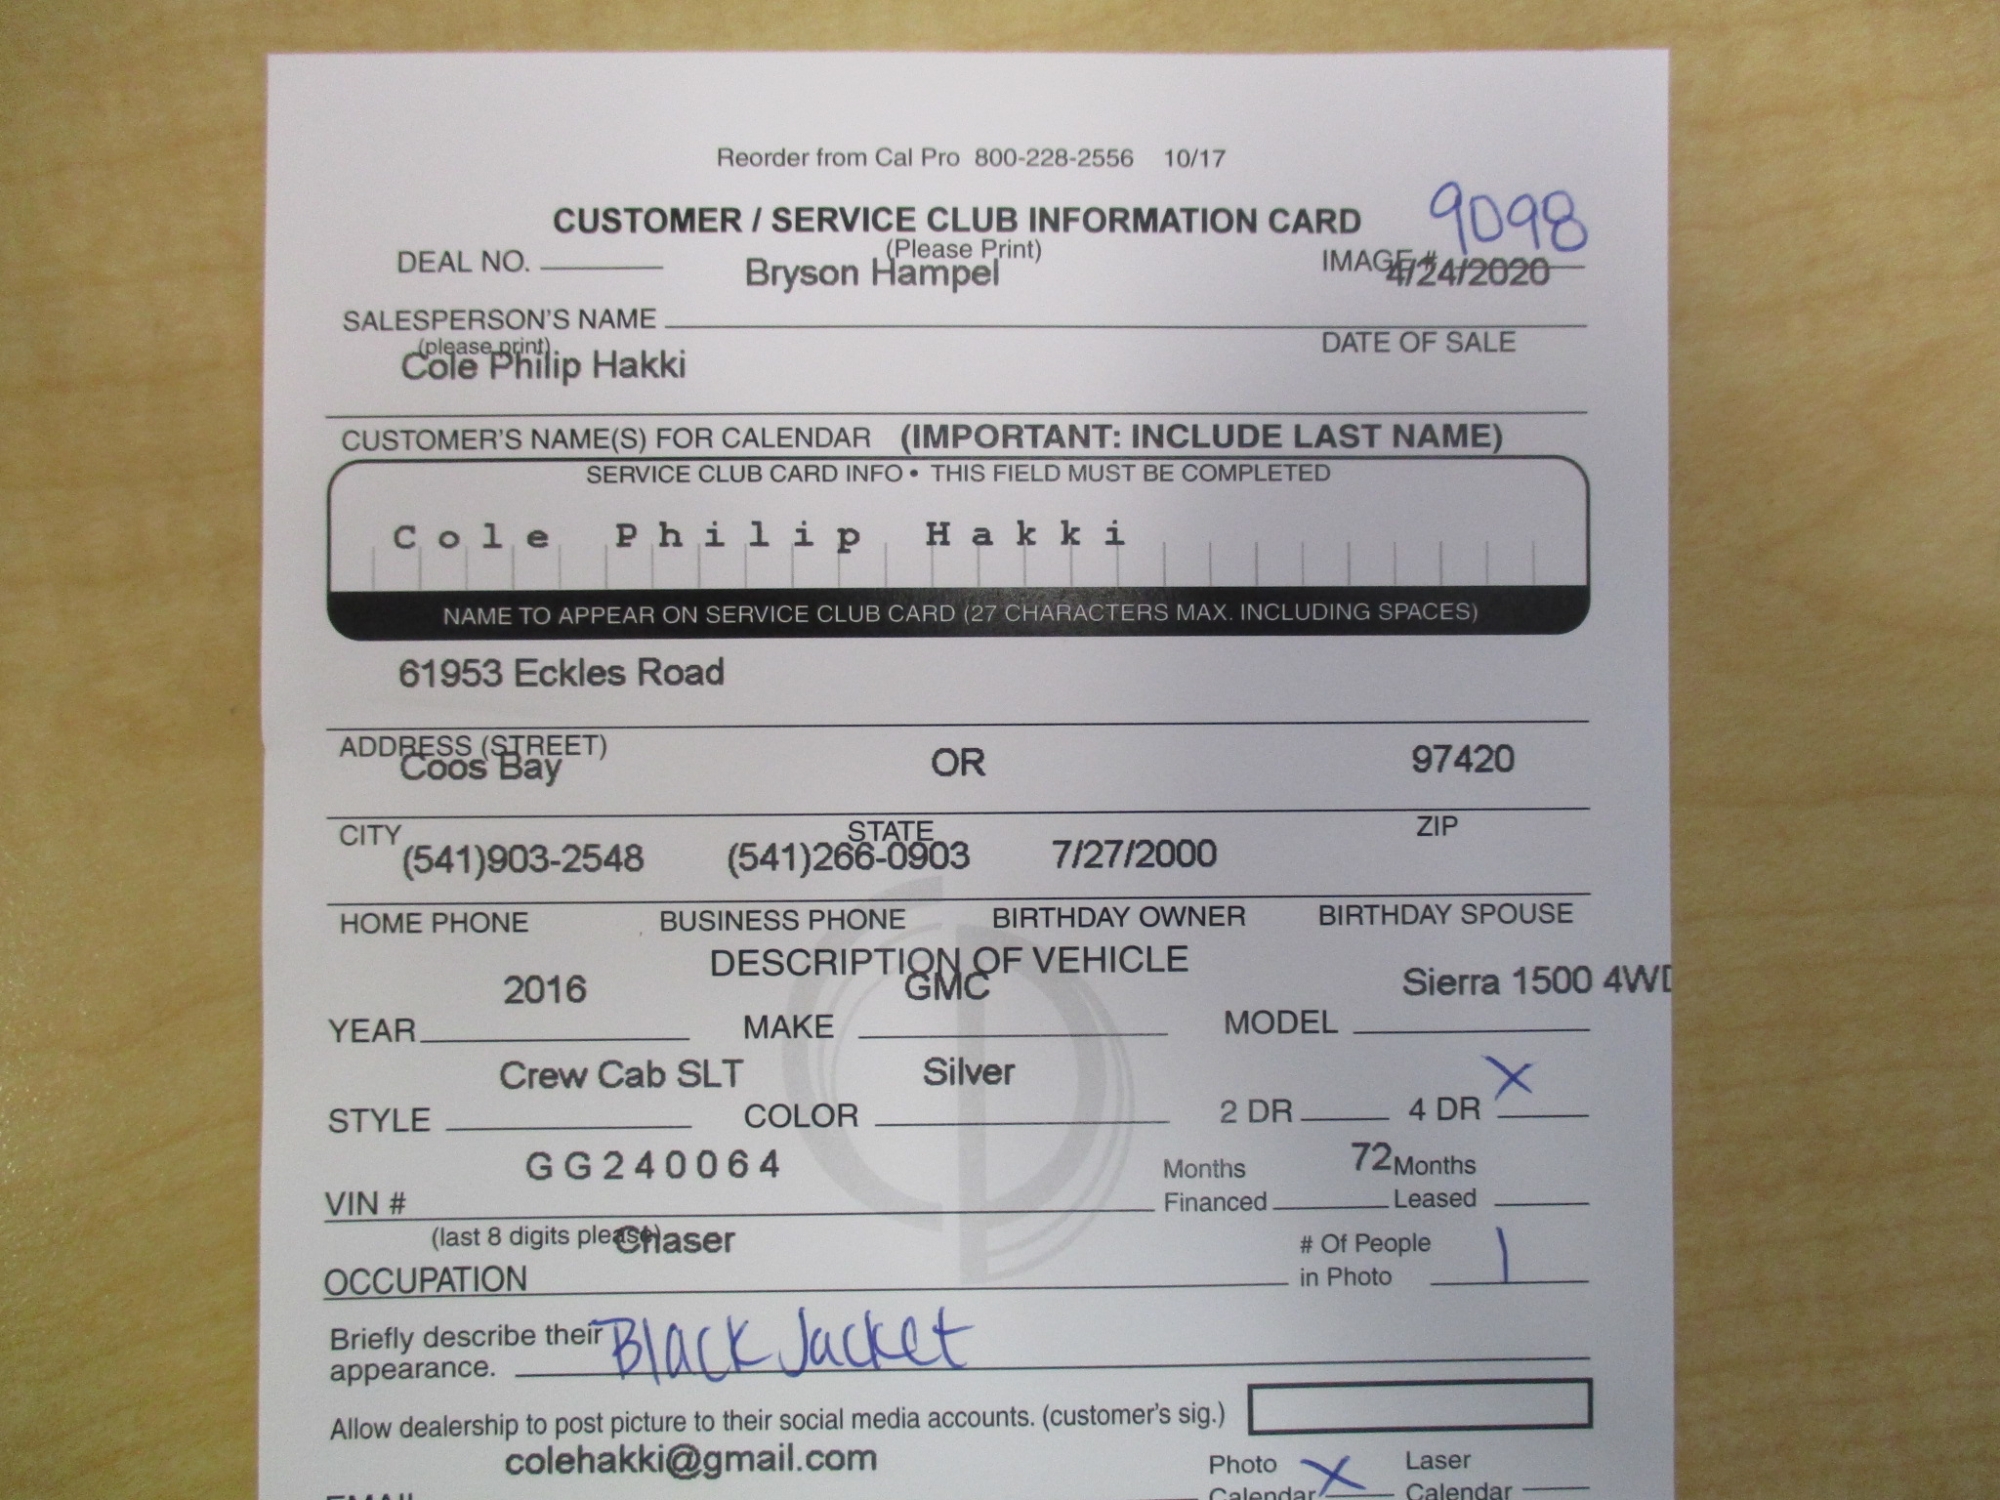 Reorder from Cal Pro 800-228-2556 10/17
CUSTOMER / SERVICE CLUB INFORMATION CARD 9098
(Please Print)
DEAL NO. Bryson Hampel IMAGE # 4/24/2020
SALESPERSON'S NAME
(please print) DATE OF SALE
Cole Philip Hakki
CUSTOMER'S NAME(S) FOR CALENDAR (IMPORTANT: INCLUDE LAST NAME)
SERVICE CLUB CARD INFO • THIS FIELD MUST BE COMPLETED
Cole Philip Hakki
NAME TO APPEAR ON SERVICE CLUB CARD (27 CHARACTERS MAX. INCLUDING SPACES)
61953 Eckles Road
ADDRESS (STREET)
Coos Bay OR 97420
CITY STATE ZIP
(541)903-2548 (541)266-0903 7/27/2000
HOME PHONE BUSINESS PHONE BIRTHDAY OWNER BIRTHDAY SPOUSE
DESCRIPTION OF VEHICLE
2016 GMC Sierra 1500 4WD
YEAR MAKE MODEL
Crew Cab SLT Silver X
STYLE COLOR 2 DR 4 DR
GG240064 Months 72 Months
VIN # Financed Leased
(last 8 digits please) Chaser # Of People 1
OCCUPATION in Photo
Briefly describe their Black Jacket
appearance.
Allow dealership to post picture to their social media accounts. (customer's sig.)
colehakki@gmail.com Photo X Laser
EMAIL Calendar Calendar